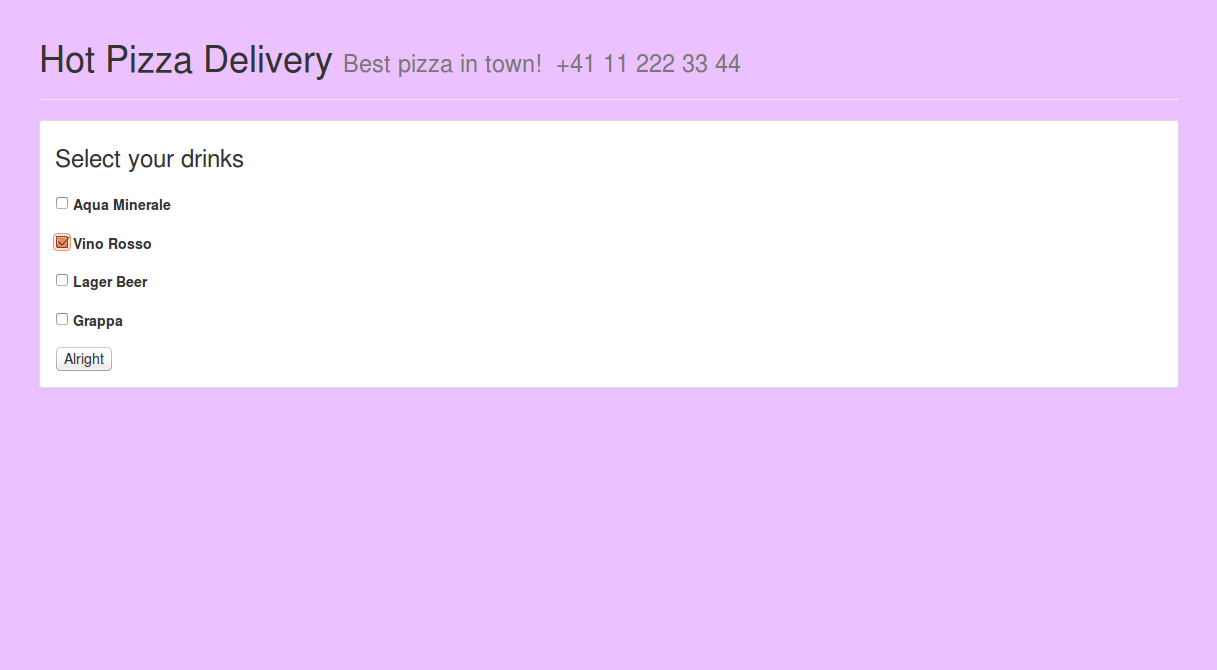 Hot Pizza Delivery Best pizza in town! +41 11 222 33 44
Select your drinks
Aqua Minerale
Vino Rosso
Lager Beer
Grappa
Alright